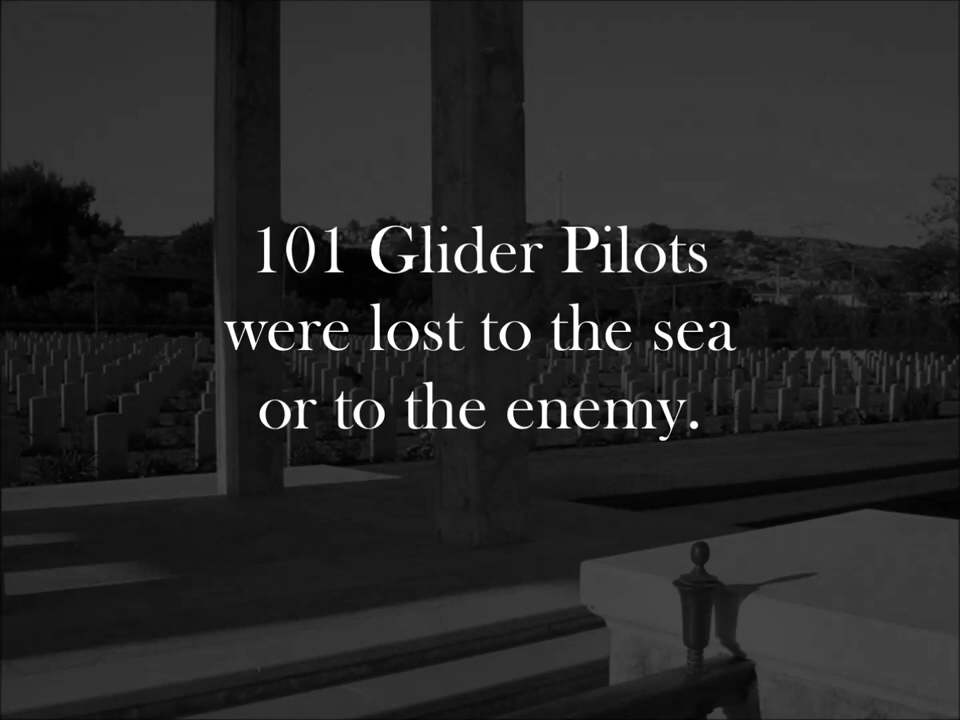 101 Glider Pilots
were lost to the sea
or to the enemy.